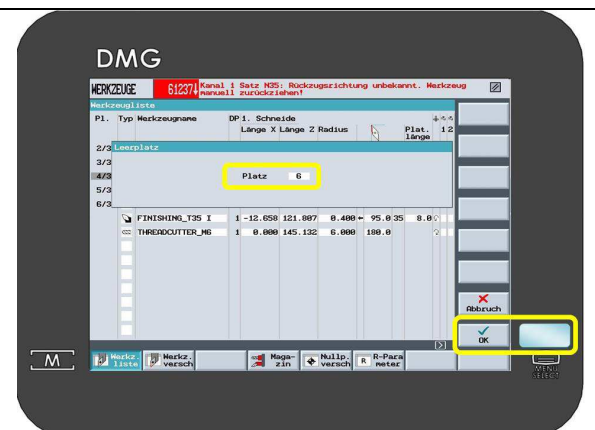 DMG
WERKZEUGE 61237↓ Kanal 1 Satz N35: Rückzugsrichtung unbekannt. Werkzeug
manuell zurückziehen!
Werkzeugliste
Pl. Typ Werkzeugname DP 1. Schneide
Länge X Länge Z Radius Plat. 1 2
länge
2/3 Leerplatz
3/3
4/3 Platz 6
5/3
6/3
FINISHING_T35 I 1 -12.658 121.807 0.400 ← 95.0 35 8.0
THREADCUTTER_M6 1 0.000 145.132 6.000 180.0
Abbruch
OK
Werkz. liste
Werkz. versch
Maga- zin
Nullp. versch
R R-Para meter
M
MENU
SELECT